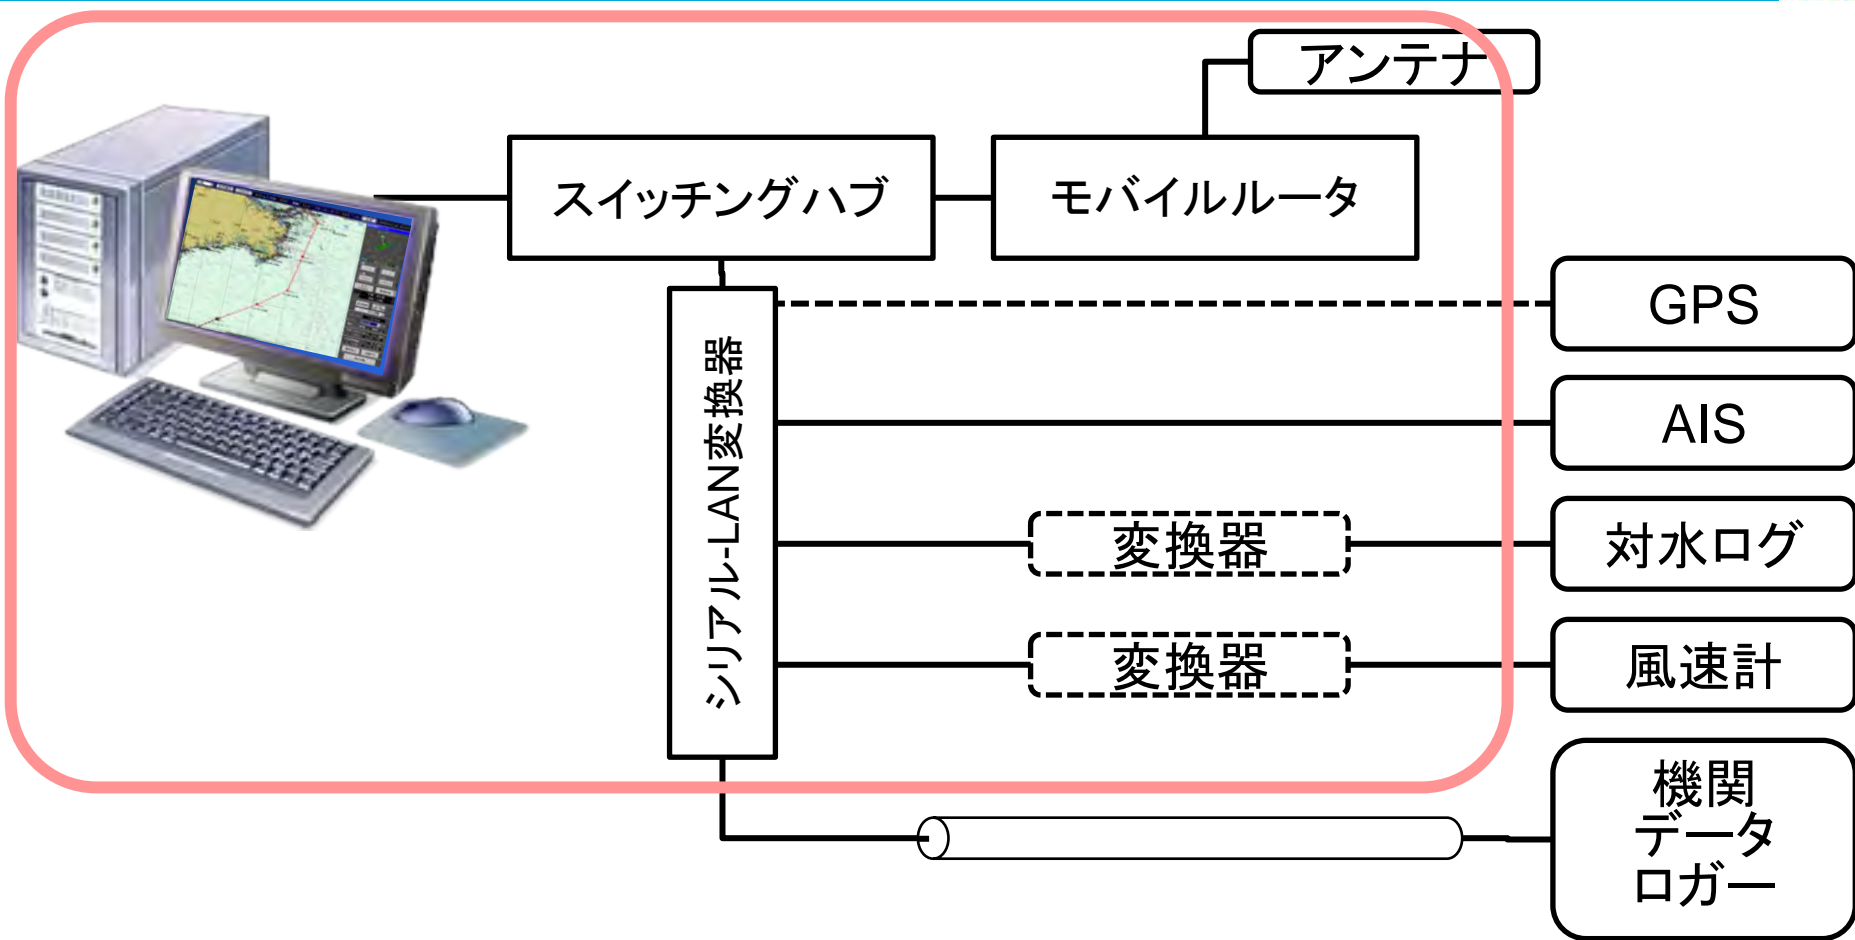 アンテナ
スイッチングハブ
モバイルルータ
シリアル-LAN変換器
GPS
AIS
変換器
対水ログ
変換器
風速計
機関
データ
ロガー